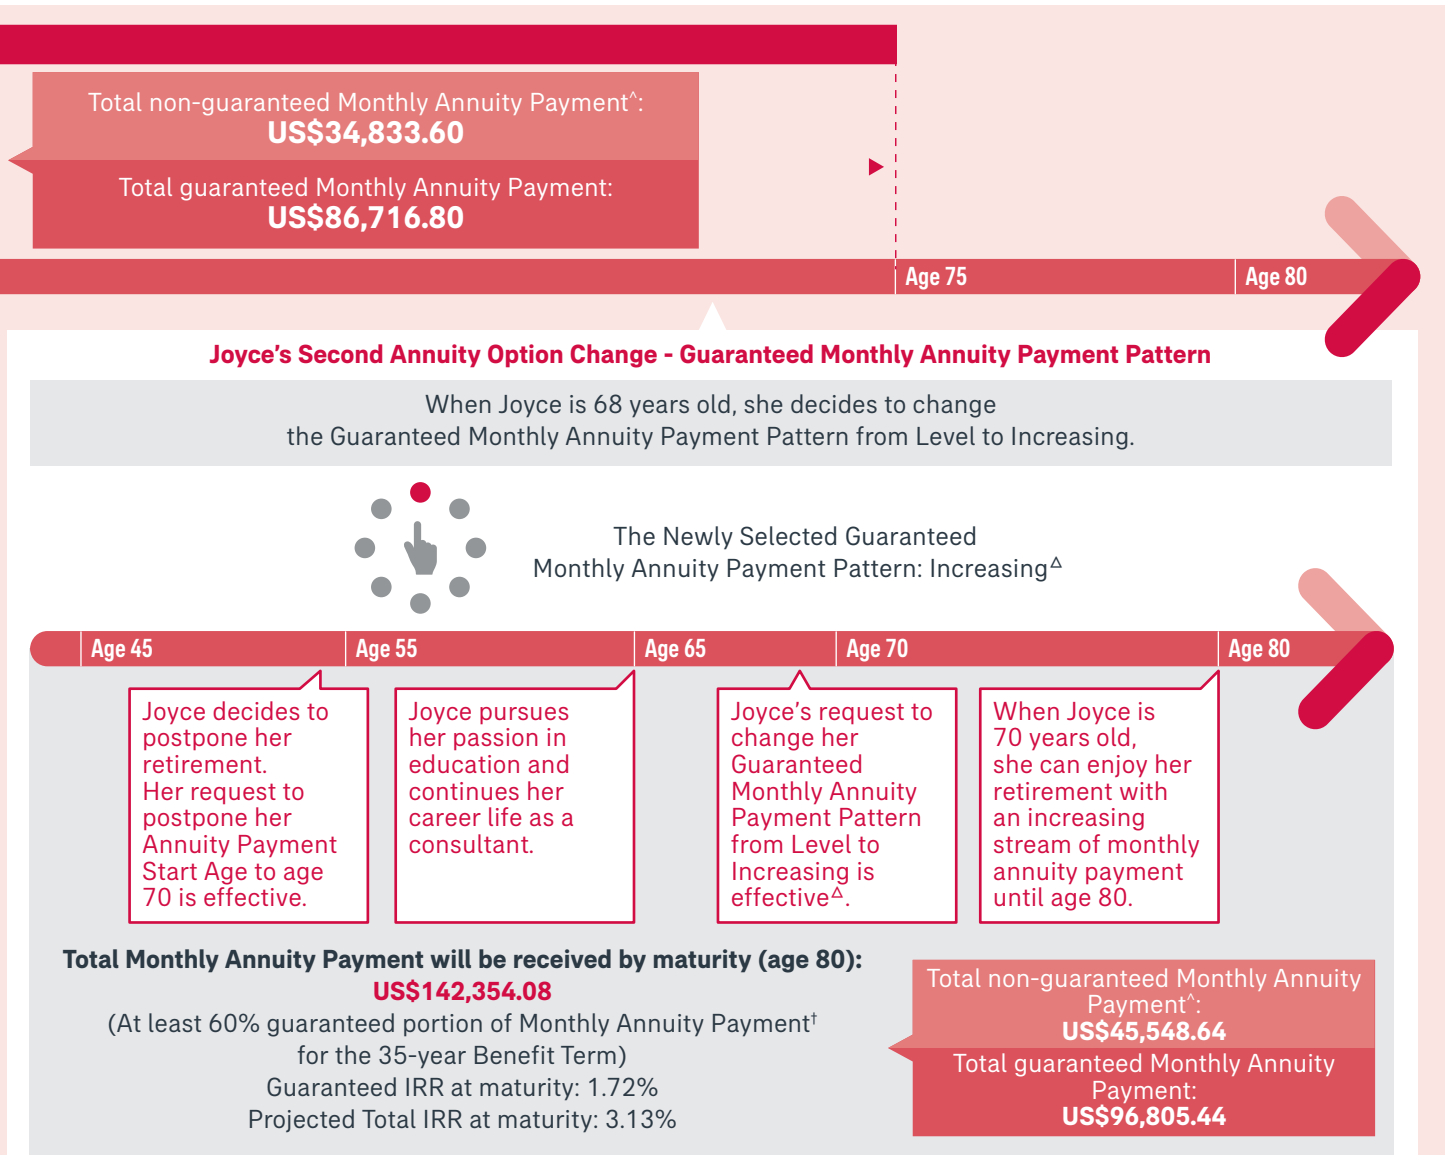 Total non-guaranteed Monthly Annuity Payment^:
US$34,833.60
Total guaranteed Monthly Annuity Payment:
US$86,716.80
Age 75
Age 80
Joyce's Second Annuity Option Change - Guaranteed Monthly Annuity Payment Pattern
When Joyce is 68 years old, she decides to change
the Guaranteed Monthly Annuity Payment Pattern from Level to Increasing.
The Newly Selected Guaranteed
Monthly Annuity Payment Pattern: Increasing△
Age 45
Age 55
Age 65
Age 70
Age 80
Joyce decides to
postpone her
retirement.
Her request to
postpone her
Annuity Payment
Start Age to age
70 is effective.
Joyce pursues
her passion in
education and
continues her
career life as a
consultant.
Joyce's request to
change her
Guaranteed
Monthly Annuity
Payment Pattern
from Level to
Increasing is
effective△.
When Joyce is
70 years old,
she can enjoy her
retirement with
an increasing
stream of monthly
annuity payment
until age 80.
Total Monthly Annuity Payment will be received by maturity (age 80):
US$142,354.08
(At least 60% guaranteed portion of Monthly Annuity Payment†
for the 35-year Benefit Term)
Guaranteed IRR at maturity: 1.72%
Projected Total IRR at maturity: 3.13%
Total non-guaranteed Monthly Annuity
Payment^:
US$45,548.64
Total guaranteed Monthly Annuity
Payment:
US$96,805.44